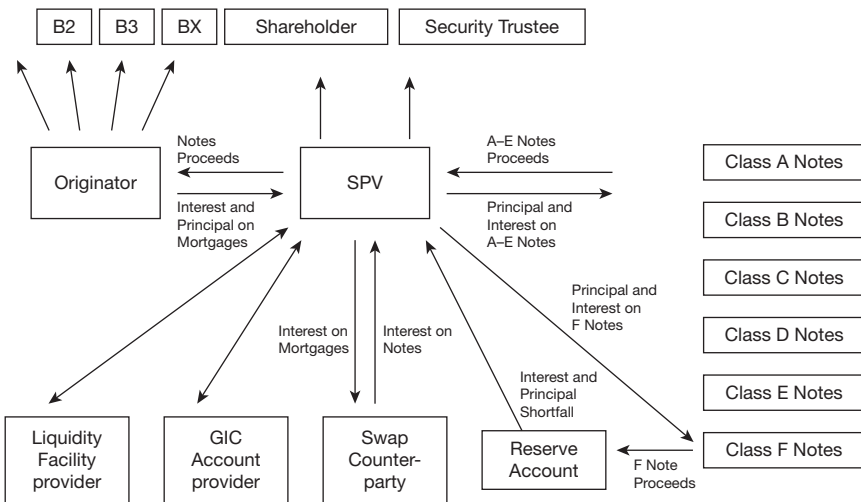 B2
B3
BX
Shareholder
Security Trustee
Notes
Proceeds
A–E Notes
Proceeds
Originator
SPV
Class A Notes
Interest and
Principal on
Mortgages
Principal and
Interest on
A–E Notes
Class B Notes
Class C Notes
Principal and
Interest on
F Notes
Interest on
Mortgages
Interest on
Notes
Class D Notes
Interest and
Principal
Shortfall
Class E Notes
Liquidity
Facility
provider
GIC
Account
provider
Swap
Counter-
party
Reserve
Account
F Note
Proceeds
Class F Notes